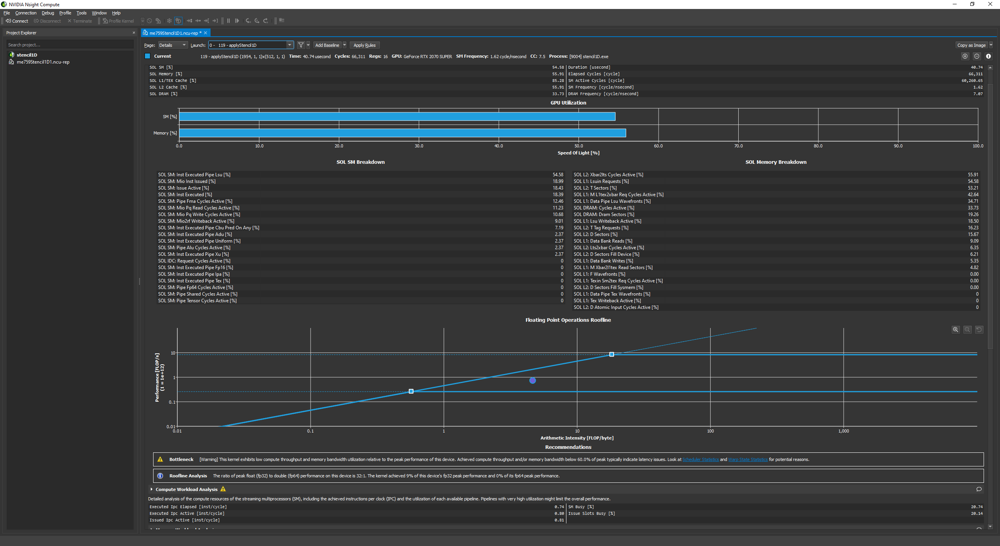 NVIDIA Nsight Compute
File Connection Debug Profile Tools Window Help
Connect Disconnect Terminate Profile Kernel
Project Explorer
Search project...
stencil1D
me759Stencil1D1.ncu-rep
me759Stencil1D1.ncu-rep *
Page: Details Launch: 0 - 119 - applyStencil1D Add Baseline Apply Rules Copy as Image
Current 119 - applyStencil1D (1954, 1, 1)x(512, 1, 1) Time: 40.74 usecond Cycles: 66,311 Regs: 16 GPU: GeForce RTX 2070 SUPER SM Frequency: 1.62 cycle/nsecond CC: 7.5 Process: [9004] stencil1D.exe
SOL SM [%] 54.58 Duration [usecond] 40.74
SOL Memory [%] 55.91 Elapsed Cycles [cycle] 66,311
SOL L1/TEX Cache [%] 85.28 SM Active Cycles [cycle] 60,260.65
SOL L2 Cache [%] 55.91 SM Frequency [cycle/nsecond] 1.62
SOL DRAM [%] 33.73 DRAM Frequency [cycle/nsecond] 7.07
GPU Utilization
SM [%]
Memory [%]
0.0 10.0 20.0 30.0 40.0 50.0 60.0 70.0 80.0 90.0 100.0
Speed Of Light [%]
SOL SM Breakdown
SOL SM: Inst Executed Pipe Lsu [%] 54.58
SOL SM: Mio Inst Issued [%] 18.99
SOL SM: Issue Active [%] 18.43
SOL SM: Inst Executed [%] 18.39
SOL SM: Pipe Fma Cycles Active [%] 12.46
SOL SM: Mio Pq Read Cycles Active [%] 11.23
SOL SM: Mio Pq Write Cycles Active [%] 10.68
SOL SM: Mio2rf Writeback Active [%] 9.01
SOL SM: Inst Executed Pipe Cbu Pred On Any [%] 7.19
SOL SM: Inst Executed Pipe Adu [%] 2.37
SOL SM: Inst Executed Pipe Uniform [%] 2.37
SOL SM: Pipe Alu Cycles Active [%] 2.37
SOL SM: Inst Executed Pipe Xu [%] 2.37
SOL IDC: Request Cycles Active [%] 0
SOL SM: Inst Executed Pipe Fp16 [%] 0
SOL SM: Inst Executed Pipe Ipa [%] 0
SOL SM: Inst Executed Pipe Tex [%] 0
SOL SM: Pipe Fp64 Cycles Active [%] 0
SOL SM: Pipe Shared Cycles Active [%] 0
SOL SM: Pipe Tensor Cycles Active [%] 0
SOL Memory Breakdown
SOL L2: Xbar2lts Cycles Active [%] 55.91
SOL L1: Lsuin Requests [%] 54.58
SOL L2: T Sectors [%] 53.21
SOL L1: M L1tex2xbar Req Cycles Active [%] 42.64
SOL L1: Data Pipe Lsu Wavefronts [%] 34.71
SOL DRAM: Cycles Active [%] 33.73
SOL DRAM: Dram Sectors [%] 19.26
SOL L1: Lsu Writeback Active [%] 18.50
SOL L2: T Tag Requests [%] 16.23
SOL L2: D Sectors [%] 15.67
SOL L1: Data Bank Reads [%] 9.09
SOL L2: Lts2xbar Cycles Active [%] 6.35
SOL L2: D Sectors Fill Device [%] 6.21
SOL L1: Data Bank Writes [%] 5.35
SOL L1: M Xbar2l1tex Read Sectors [%] 4.82
SOL L1: F Wavefronts [%] 0.00
SOL L1: Texin Sm2tex Req Cycles Active [%] 0.00
SOL L2: D Sectors Fill Sysmem [%] 0.00
SOL L1: Data Pipe Tex Wavefronts [%] 0
SOL L1: Tex Writeback Active [%] 0
SOL L2: D Atomic Input Cycles Active [%] 0
Floating Point Operations Roofline
Performance [FLOP/s]
(1 = 1e+12)
10
1
0.1
0.01
0.01 0.1 1 10 100 1,000
Arithmetic Intensity [FLOP/byte]
Recommendations
Bottleneck [Warning] This kernel exhibits low compute throughput and memory bandwidth utilization relative to the peak performance of this device. Achieved compute throughput and/or memory bandwidth below 60.0% of peak typically indicate latency issues. Look at Scheduler Statistics and Warp State Statistics for potential reasons.
Roofline Analysis The ratio of peak float (fp32) to double (fp64) performance on this device is 32:1. The kernel achieved 9% of this device's fp32 peak performance and 0% of its fp64 peak performance.
Compute Workload Analysis
Detailed analysis of the compute resources of the streaming multiprocessors (SM), including the achieved instructions per clock (IPC) and the utilization of each available pipeline. Pipelines with very high utilization might limit the overall performance.
Executed Ipc Elapsed [inst/cycle] 0.74 SM Busy [%] 20.74
Executed Ipc Active [inst/cycle] 0.80 Issue Slots Busy [%] 20.14
Issued Ipc Active [inst/cycle] 0.81